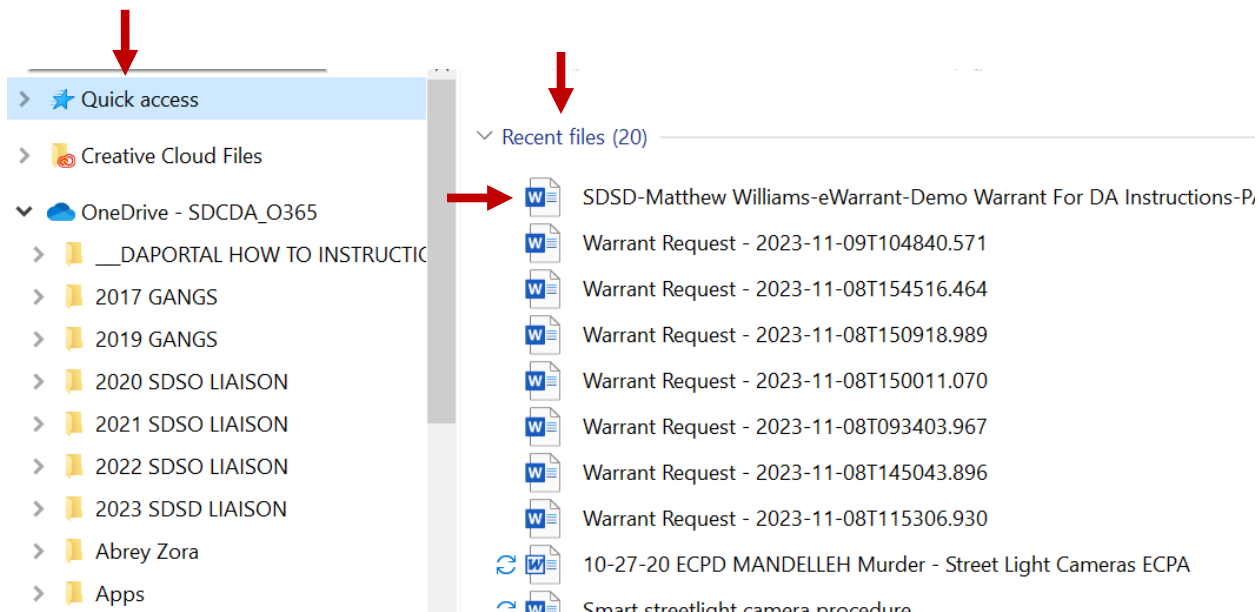 Quick access
Creative Cloud Files
OneDrive - SDCDA_O365
__DAPORTAL HOW TO INSTRUCTIC
2017 GANGS
2019 GANGS
2020 SDSO LIAISON
2021 SDSO LIAISON
2022 SDSO LIAISON
2023 SDSD LIAISON
Abrey Zora
Apps
Recent files (20)
SDSD-Matthew Williams-eWarrant-Demo Warrant For DA Instructions-PA
Warrant Request - 2023-11-09T104840.571
Warrant Request - 2023-11-08T154516.464
Warrant Request - 2023-11-08T150918.989
Warrant Request - 2023-11-08T150011.070
Warrant Request - 2023-11-08T093403.967
Warrant Request - 2023-11-08T145043.896
Warrant Request - 2023-11-08T115306.930
10-27-20 ECPD MANDELLEH Murder - Street Light Cameras ECPA
Smart streetlight camera procedure